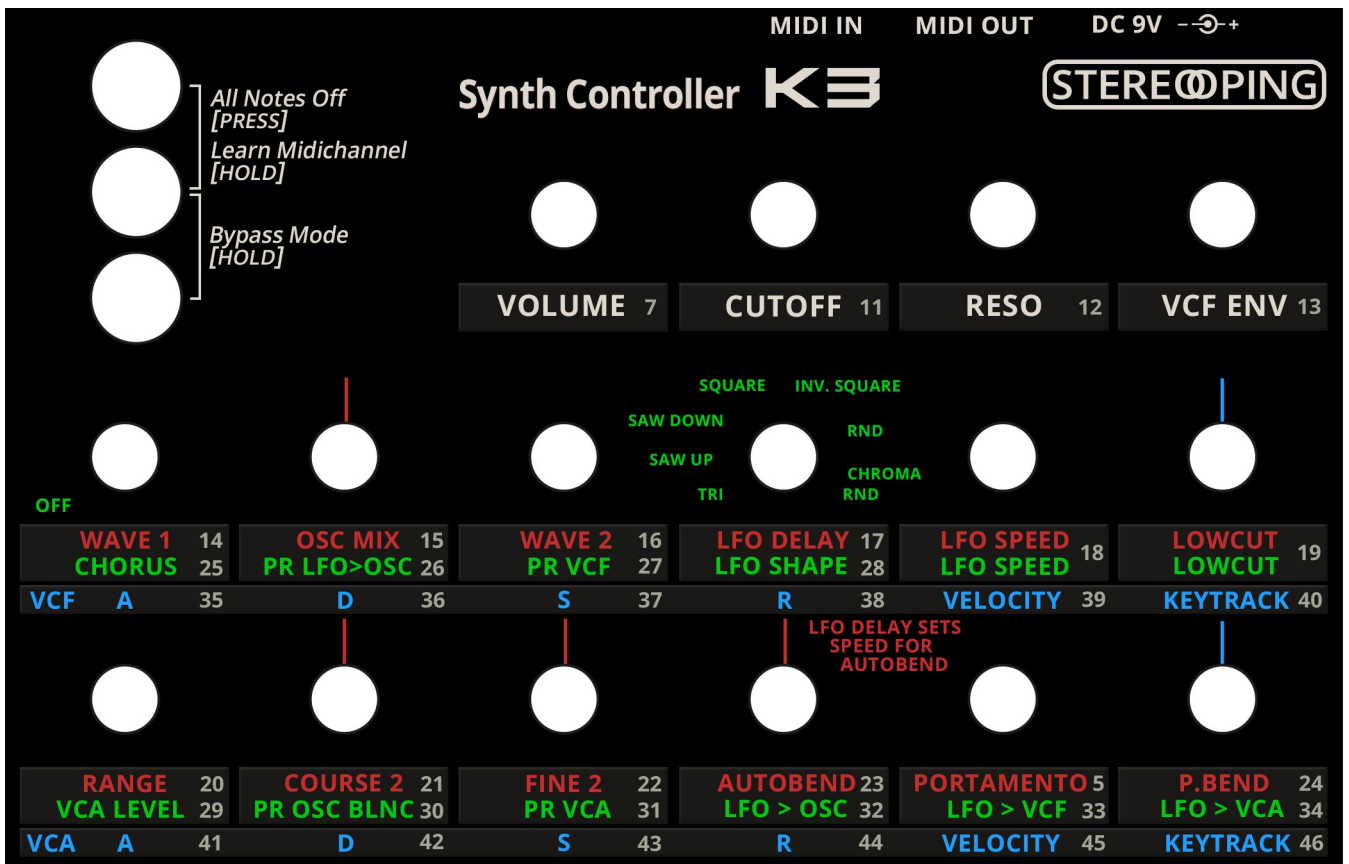 MIDI IN MIDI OUT DC 9V - +
Synth Controller K3 STEREOOPING
All Notes Off
[PRESS]
Learn Midichannel
[HOLD]
Bypass Mode
[HOLD]
VOLUME 7 CUTOFF 11 RESO 12 VCF ENV 13
SQUARE INV. SQUARE
SAW DOWN RND
SAW UP CHROMA
TRI RND
OFF
WAVE 1 14 OSC MIX 15 WAVE 2 16 LFO DELAY 17 LFO SPEED 18 LOWCUT 19
CHORUS 25 PR LFO>OSC 26 PR VCF 27 LFO SHAPE 28 LFO SPEED LOWCUT
VCF A 35 D 36 S 37 R 38 VELOCITY 39 KEYTRACK 40
LFO DELAY SETS
SPEED FOR
AUTOBEND
RANGE 20 COURSE 2 21 FINE 2 22 AUTOBEND 23 PORTAMENTO 5 P.BEND 24
VCA LEVEL 29 PR OSC BLNC 30 PR VCA 31 LFO > OSC 32 LFO > VCF 33 LFO > VCA 34
VCA A 41 D 42 S 43 R 44 VELOCITY 45 KEYTRACK 46